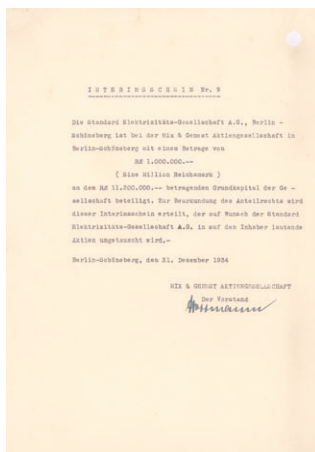 INTERIMSSCHEIN Nr.
Die Standard Elektrizitäts-Gesellschaft A.G., Berlin -
Schöneberg ist bei der Mix & Genest Aktiengesellschaft in
Berlin-Schöneberg mit einem Betrage von
RM 1.000.000.--
( Eine Million Reichsmark )
an dem RM 11.200.000.-- betragenden Grundkapital der Ge -
sellschaft beteiligt. Zur Beurkundung des Anteilrechts wird
dieser Interimsschein erteilt, der auf Wunsch der Standard
Elektrizitäts-Gesellschaft A.G. in auf den Inhaber lautende
Aktien umgetauscht wird.-
Berlin-Schöneberg, den 31. Dezember 1934
MIX & GENEST AKTIENGESELLSCHAFT
Der Vorstand